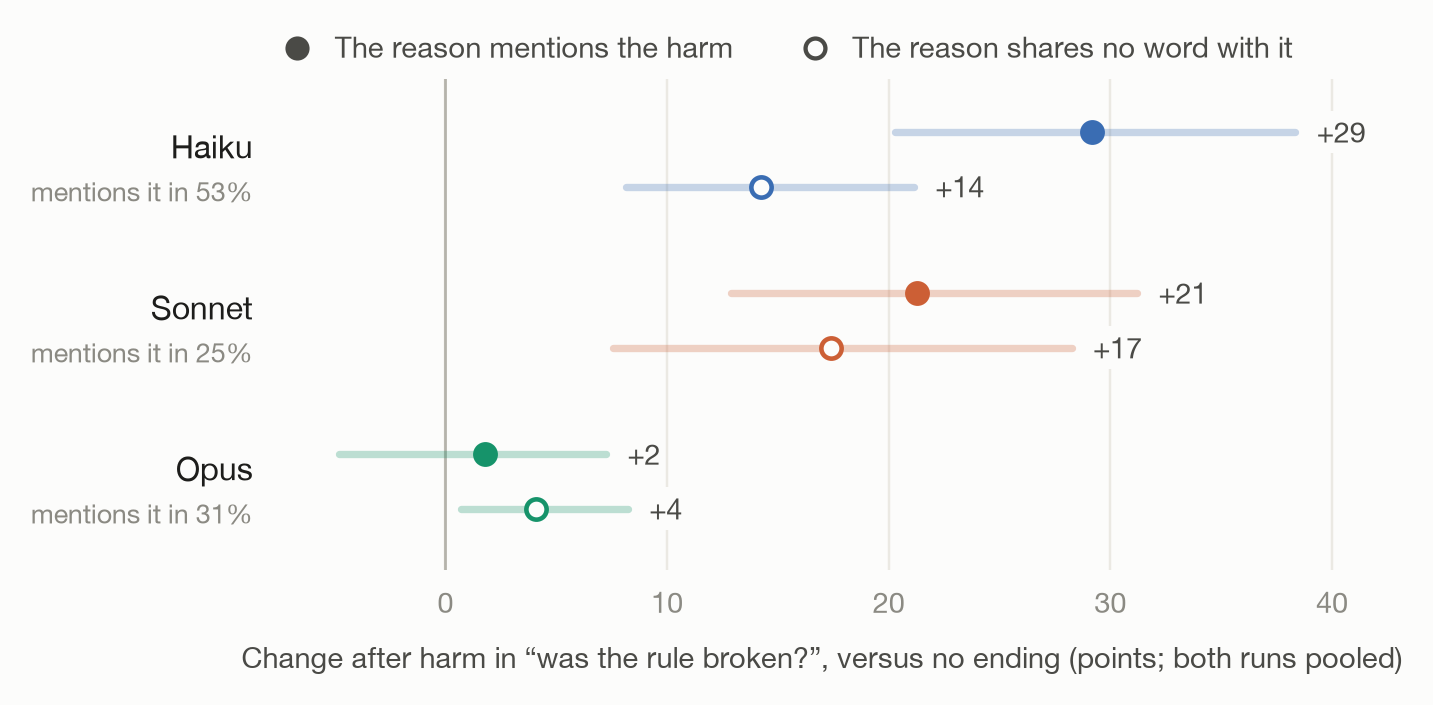 The reason mentions the harm
The reason shares no word with it
Haiku
mentions it in 53%
+29
+14
Sonnet
mentions it in 25%
+21
+17
Opus
mentions it in 31%
+2
+4
0 10 20 30 40
Change after harm in “was the rule broken?”, versus no ending (points; both runs pooled)